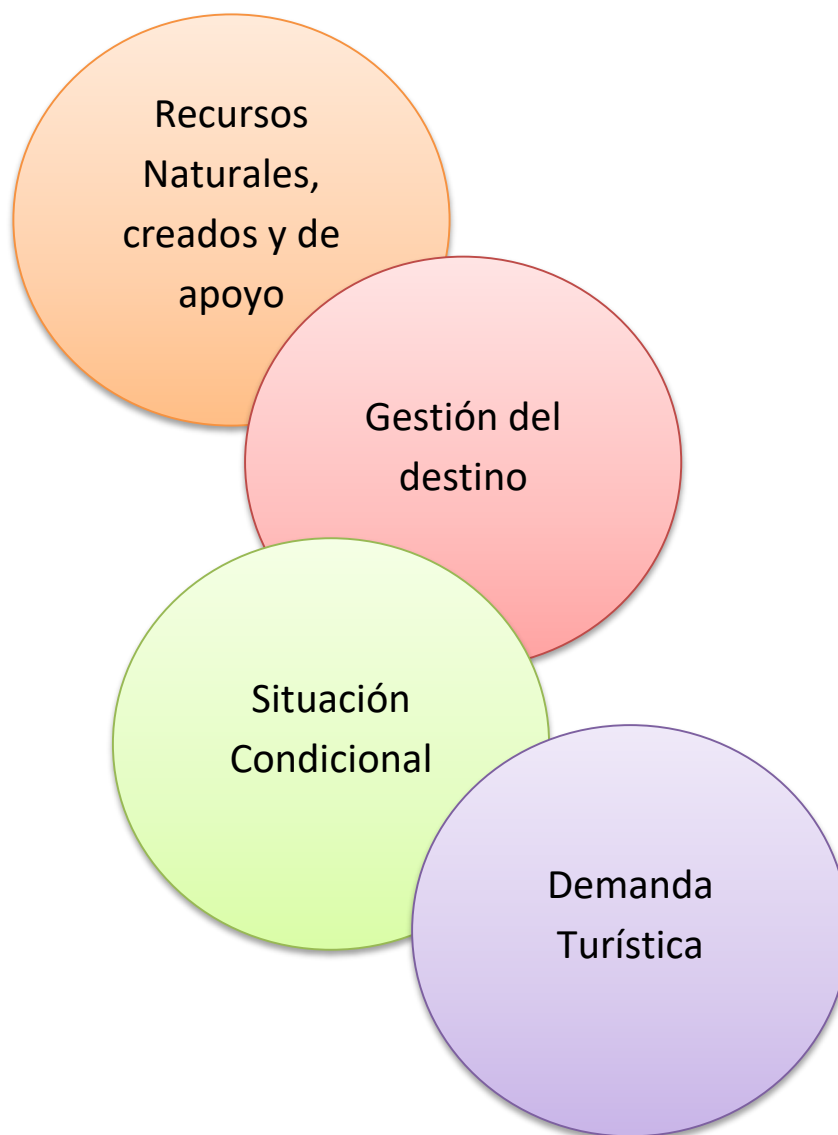 Recursos
Naturales,
creados y de
apoyo
Gestión del
destino
Situación
Condicional
Demanda
Turística